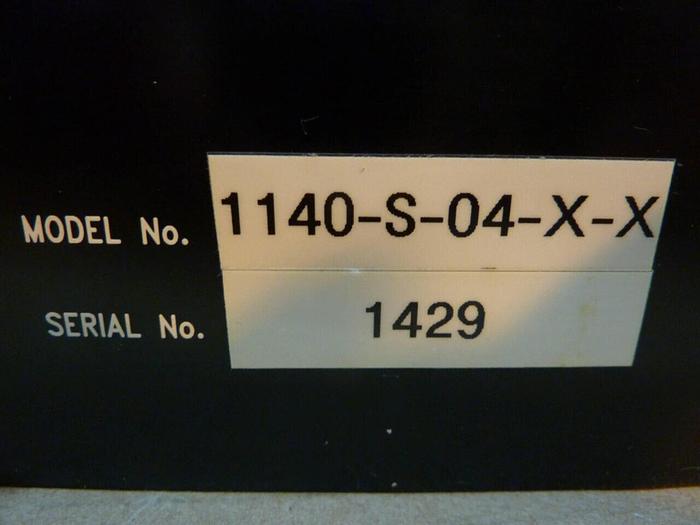 MODEL No. 1140-S-04-X-X
SERIAL No. 1429